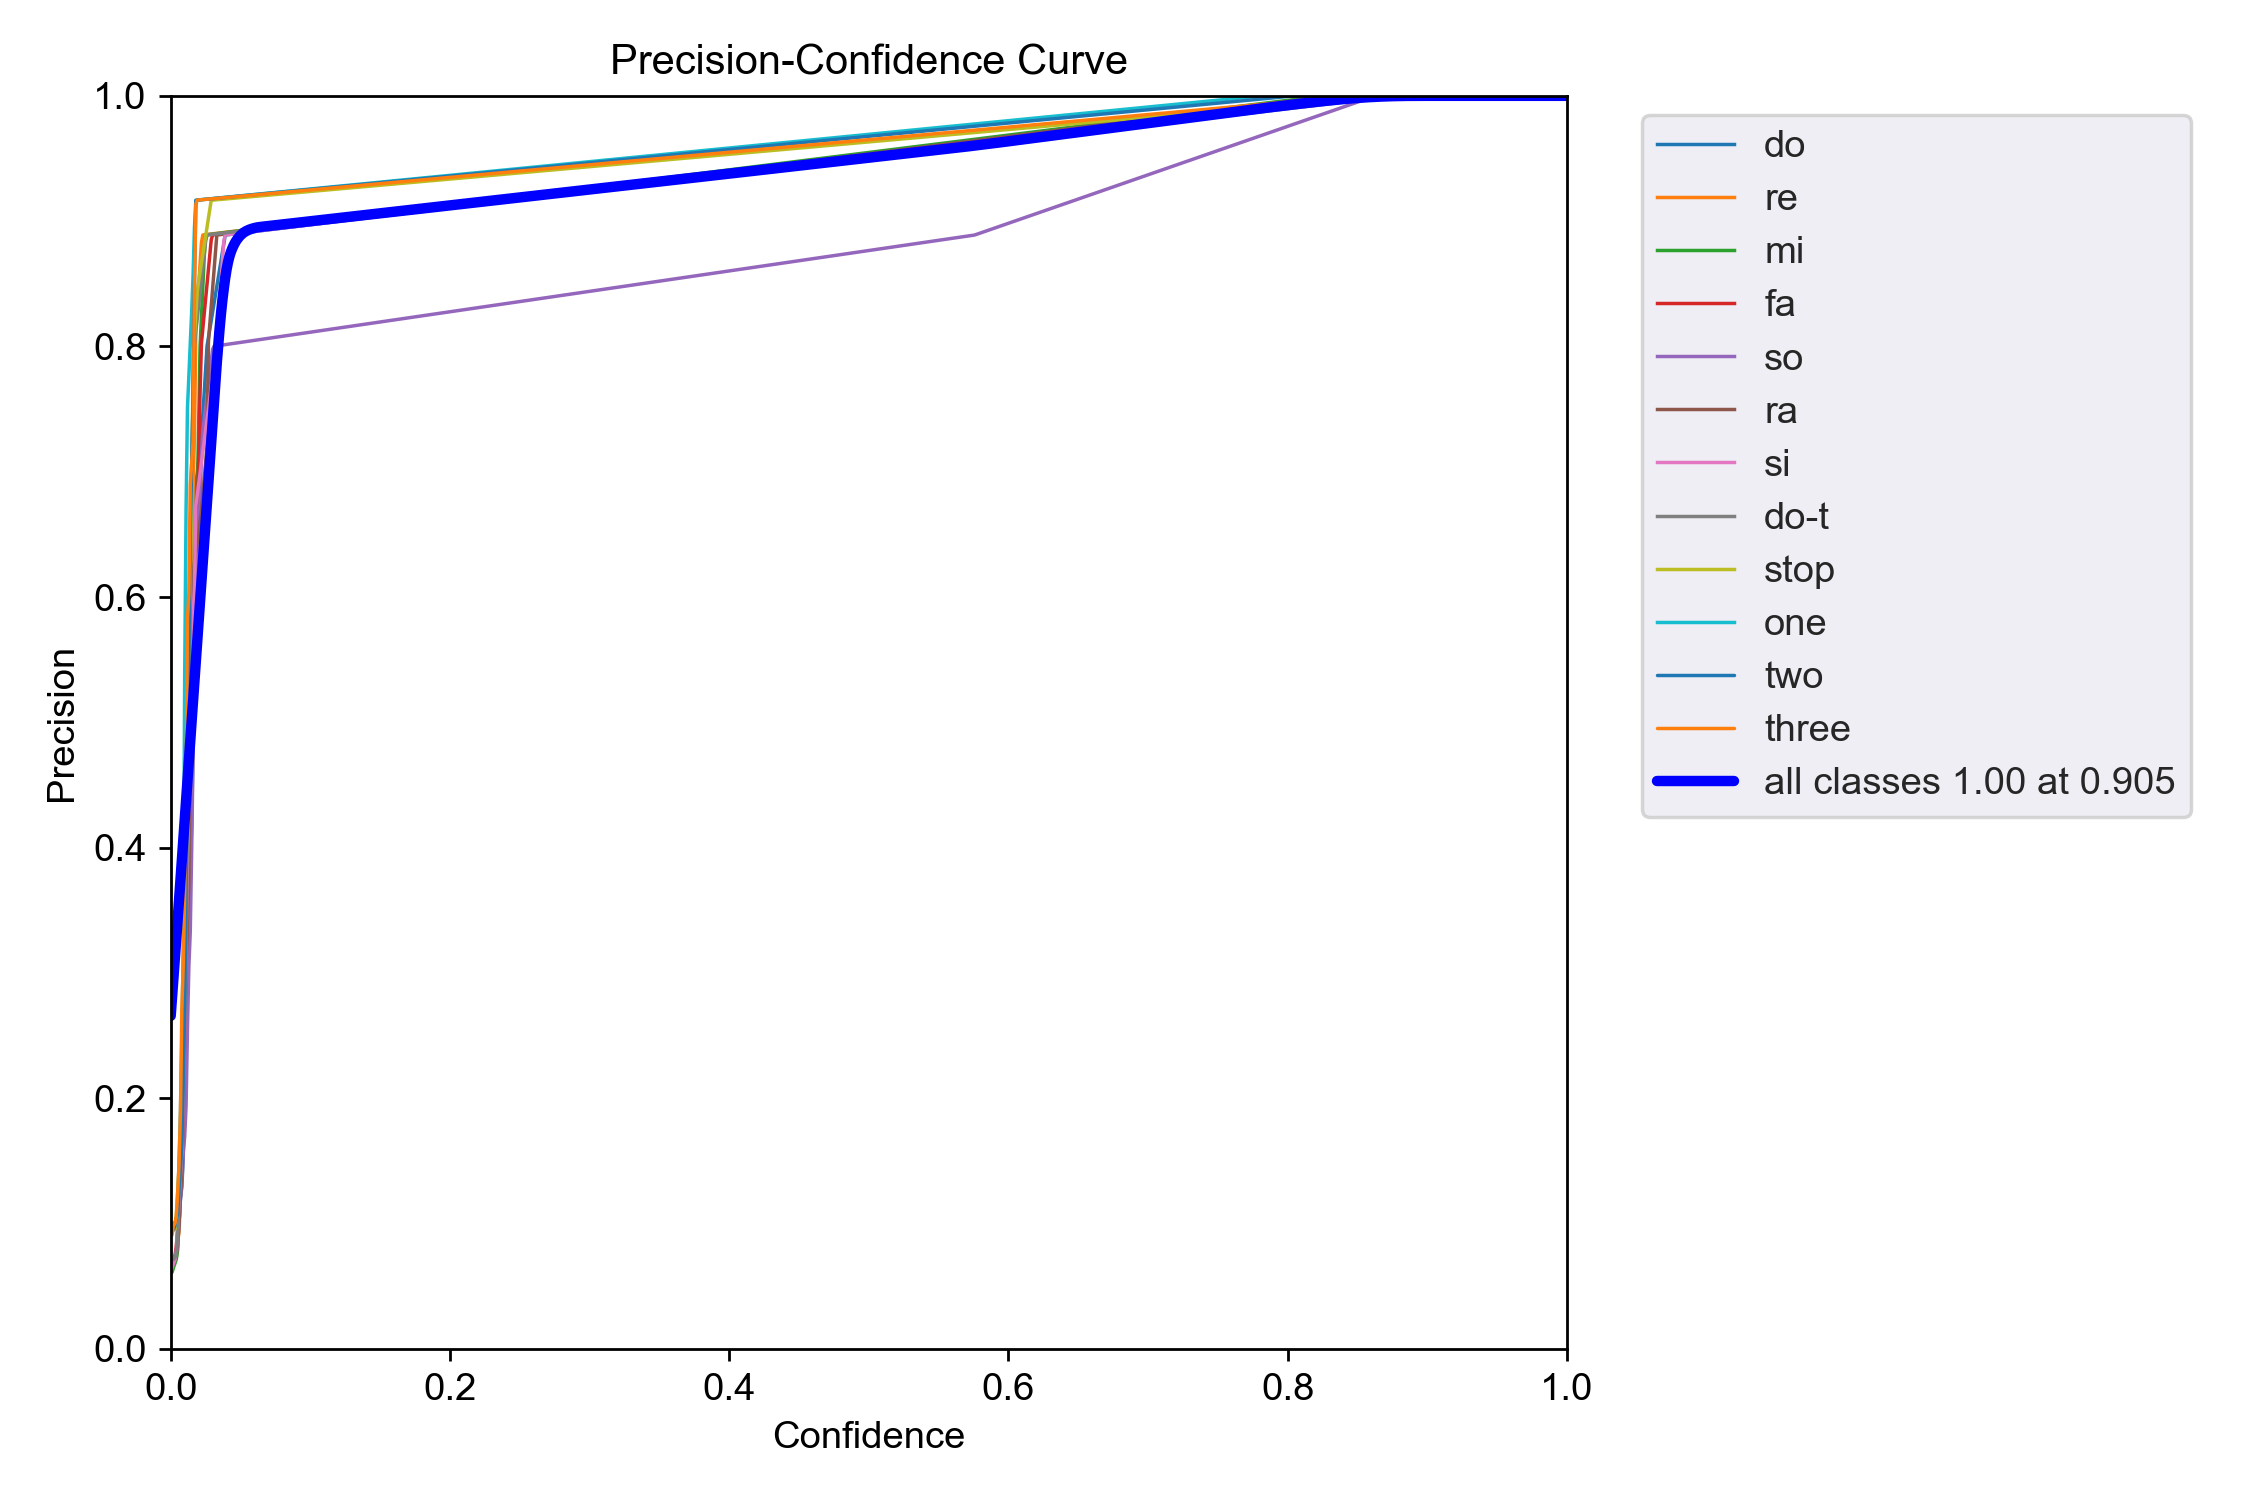 Precision-Confidence Curve
1.0
0.8
0.6
0.4
0.2
0.0
Precision
0.0 0.2 0.4 0.6 0.8 1.0
Confidence
do
re
mi
fa
so
ra
si
do-t
stop
one
two
three
all classes 1.00 at 0.905